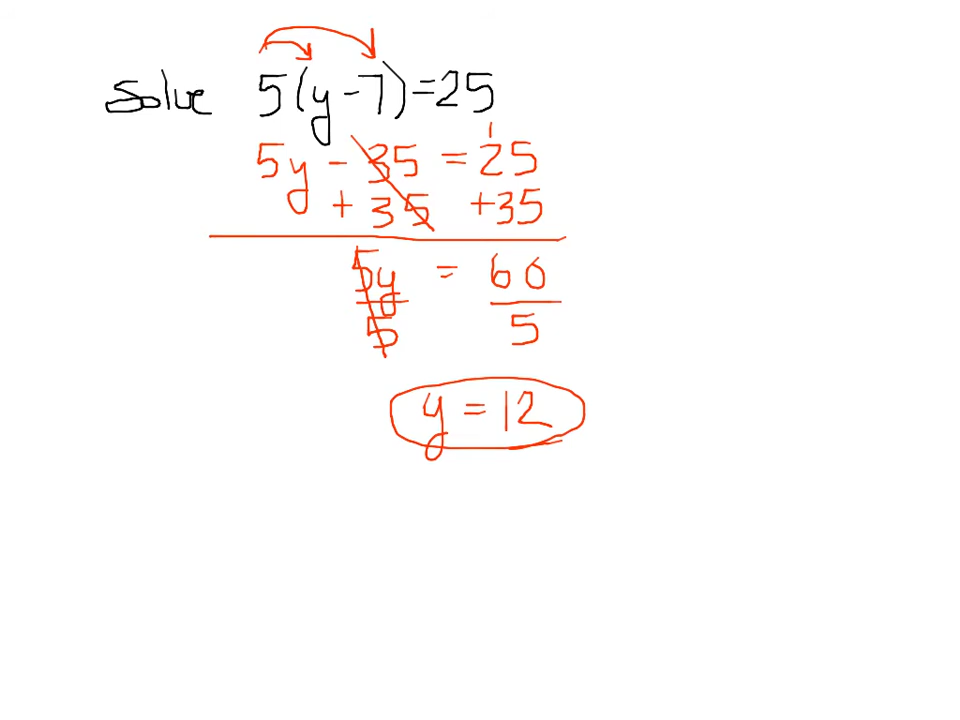 Solve 5(y-7)=25
5y - 35 = 25
+ 35 +35
5y = 60
5 5
y = 12